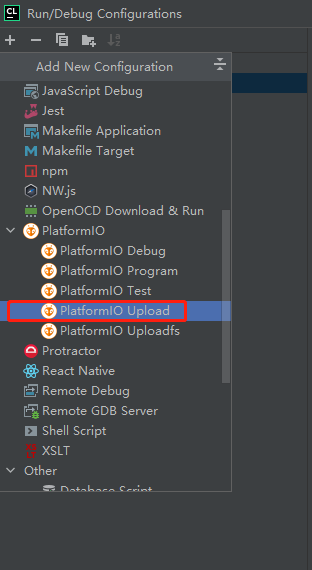 CL Run/Debug Configurations
Add New Configuration
JavaScript Debug
Jest
Makefile Application
Makefile Target
npm
NW.js
OpenOCD Download & Run
PlatformIO
PlatformIO Debug
PlatformIO Program
PlatformIO Test
PlatformIO Upload
PlatformIO Uploadfs
Protractor
React Native
Remote Debug
Remote GDB Server
Shell Script
XSLT
Other
Database Script